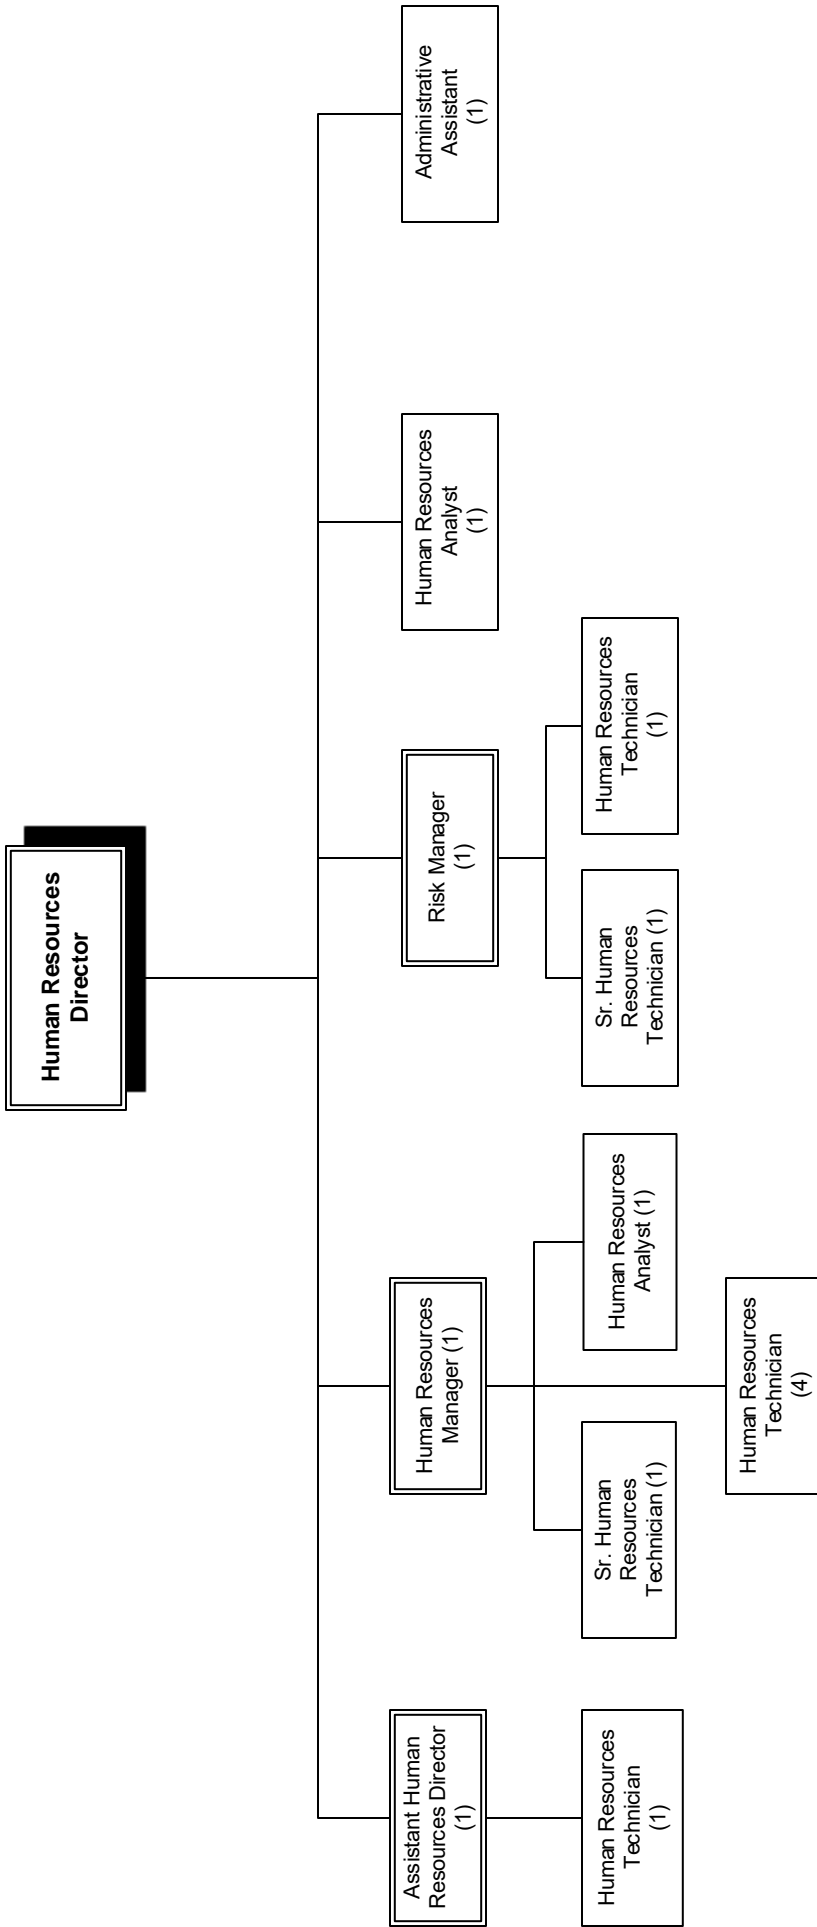 Human Resources
Director
Assistant Human
Resources Director
(1)
Human Resources
Manager (1)
Risk Manager
(1)
Human Resources
Analyst
(1)
Administrative
Assistant
(1)
Human Resources
Technician
(1)
Sr. Human
Resources
Technician (1)
Human Resources
Analyst (1)
Sr. Human
Resources
Technician (1)
Human Resources
Technician
(1)
Human Resources
Technician
(4)